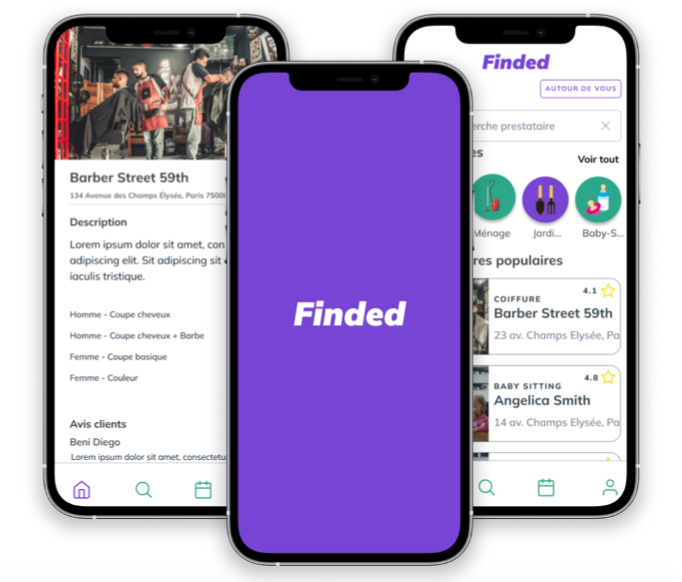 Barber Street 59th
134 Avenue des Champs Élysée, Paris 7500
Description
Lorem ipsum dolor sit amet, con
adipiscing elit. Sit adipiscing sit
iaculis tristique.
Homme - Coupe cheveux
Homme - Coupe cheveux + Barbe
Femme - Coupe basique
Femme - Couleur
Avis clients
Beni Diego
Lorem ipsum dolor sit amet, consectetu
Finded
Finded
AUTOUR DE VOUS
erche prestataire
es
Voir tout
Ménage
Jardi...
Baby-S...
res populaires
4.1
COIFFURE
Barber Street 59th
23 av. Champs Elysée, Pa
4.8
BABY SITTING
Angelica Smith
14 av. Champs Elysée, Pa